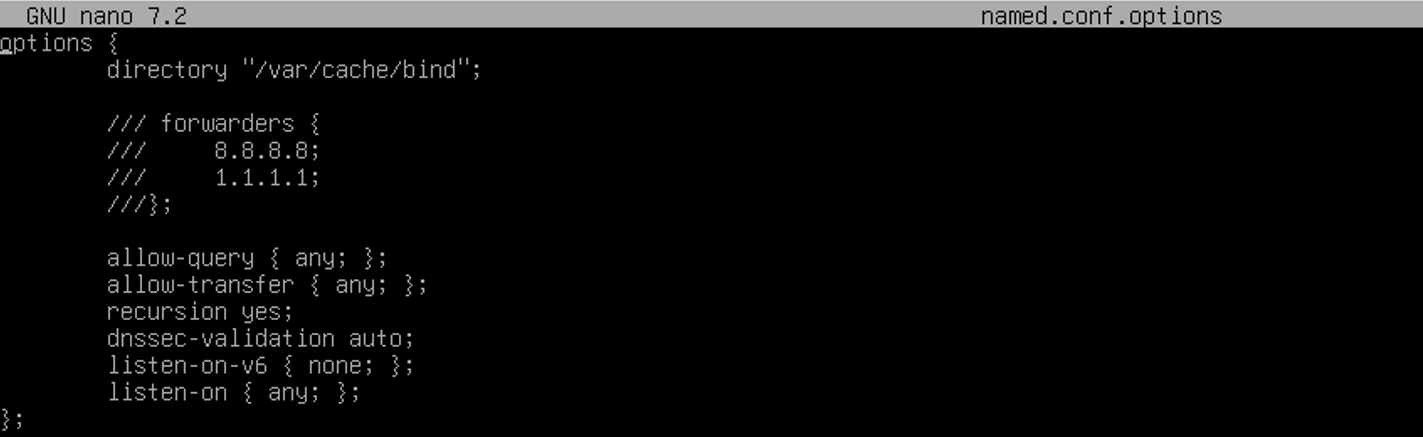 GNU nano 7.2 named.conf.options
options {
directory "/var/cache/bind";
/// forwarders {
/// 8.8.8.8;
/// 1.1.1.1;
///};
allow-query { any; };
allow-transfer { any; };
recursion yes;
dnssec-validation auto;
listen-on-v6 { none; };
listen-on { any; };
};